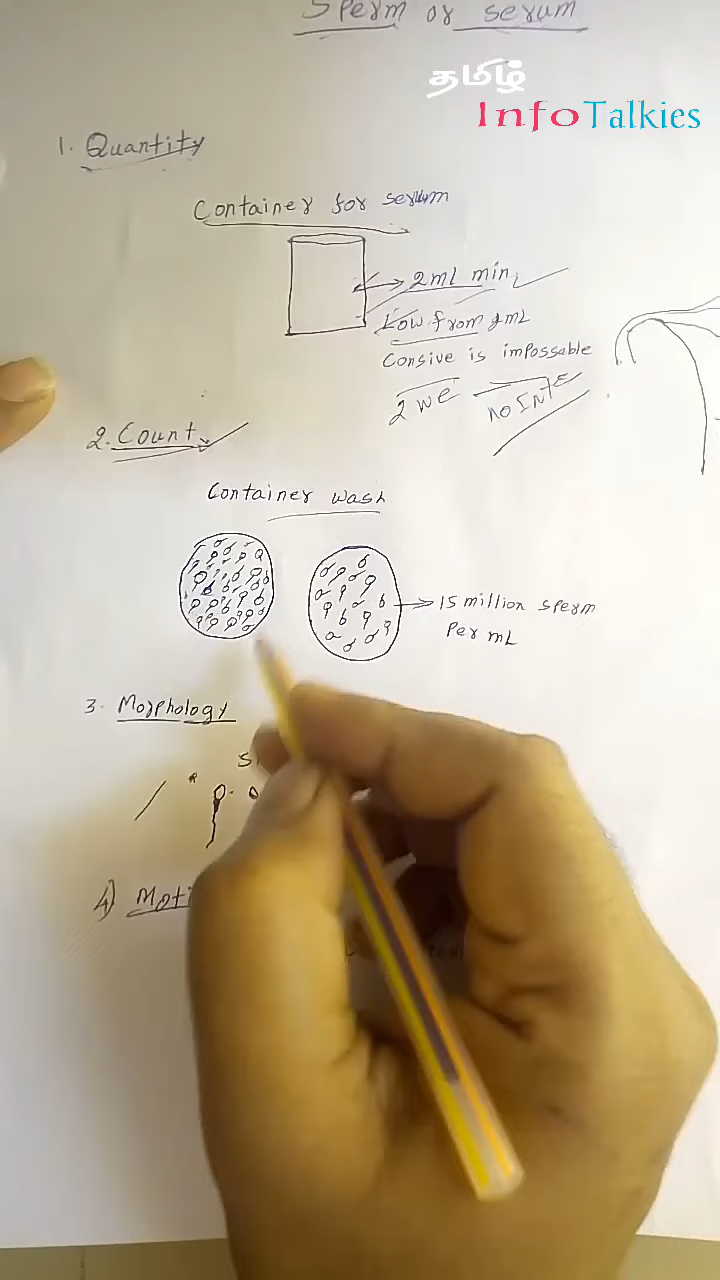 Sperm or serum
தமிழ்
InfoTalkies
1. Quantity
Container for serum
2mL min
Low from 2mL
Consive is impossable
2 we no Inte
2. Count
Container wash
15 million sperm
Per mL
3. Morphology
4) Moti